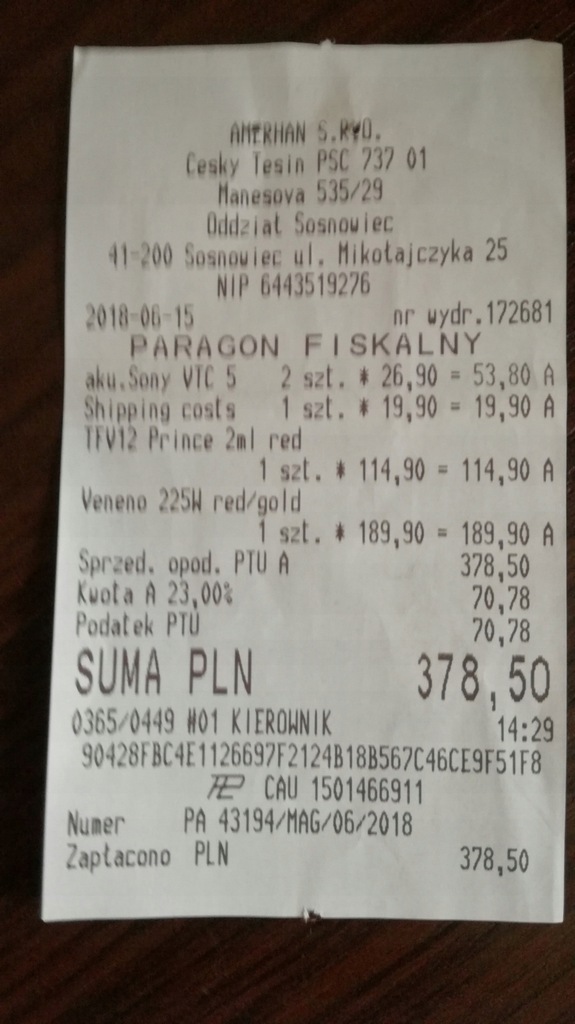 AMERHAN S.R.O.
Cesky Tesin PSC 737 01
Manesova 535/29
Oddział Sosnowiec
41-200 Sosnowiec ul. Mikołajczyka 25
NIP 6443519276
2018-06-15 nr wydr.172681
PARAGON FISKALNY
aku.Sony VTC 5 2 szt. * 26,90 = 53,80 A
Shipping costs 1 szt. * 19,90 = 19,90 A
TFV12 Prince 2ml red
1 szt. * 114,90 = 114,90 A
Veneno 225W red/gold
1 szt. * 189,90 = 189,90 A
Sprzed. opod. PTU A 378,50
Kwota A 23,00% 70,78
Podatek PTU 70,78
SUMA PLN 378,50
0365/0449 #01 KIEROWNIK 14:29
90428FBC4E1126697F2124B18B567C46CE9F51F8
CAU 1501466911
Numer PA 43194/MAG/06/2018
Zapłacono PLN 378,50